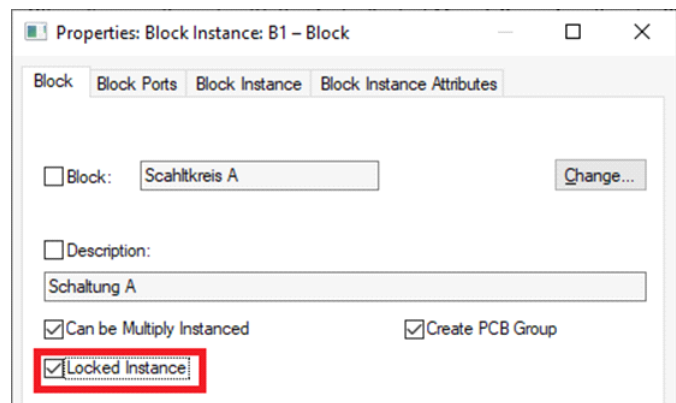 Properties: Block Instance: B1 – Block
Block Block Ports Block Instance Block Instance Attributes
Block: Scahltkreis A Change...
Description:
Schaltung A
Can be Multiply Instanced Create PCB Group
Locked Instance